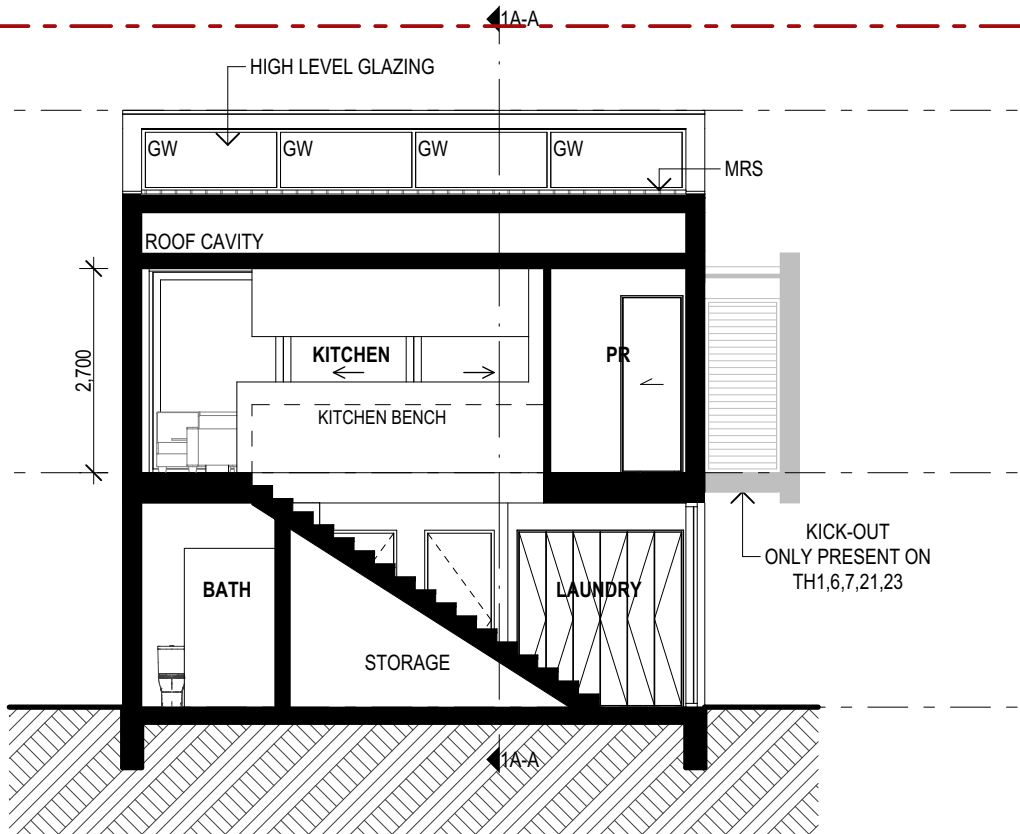 1A-A
HIGH LEVEL GLAZING
GW
GW
GW
GW
MRS
ROOF CAVITY
2,700
KITCHEN
PR
KITCHEN BENCH
KICK-OUT
ONLY PRESENT ON
TH1,6,7,21,23
BATH
LAUNDRY
STORAGE
1A-A